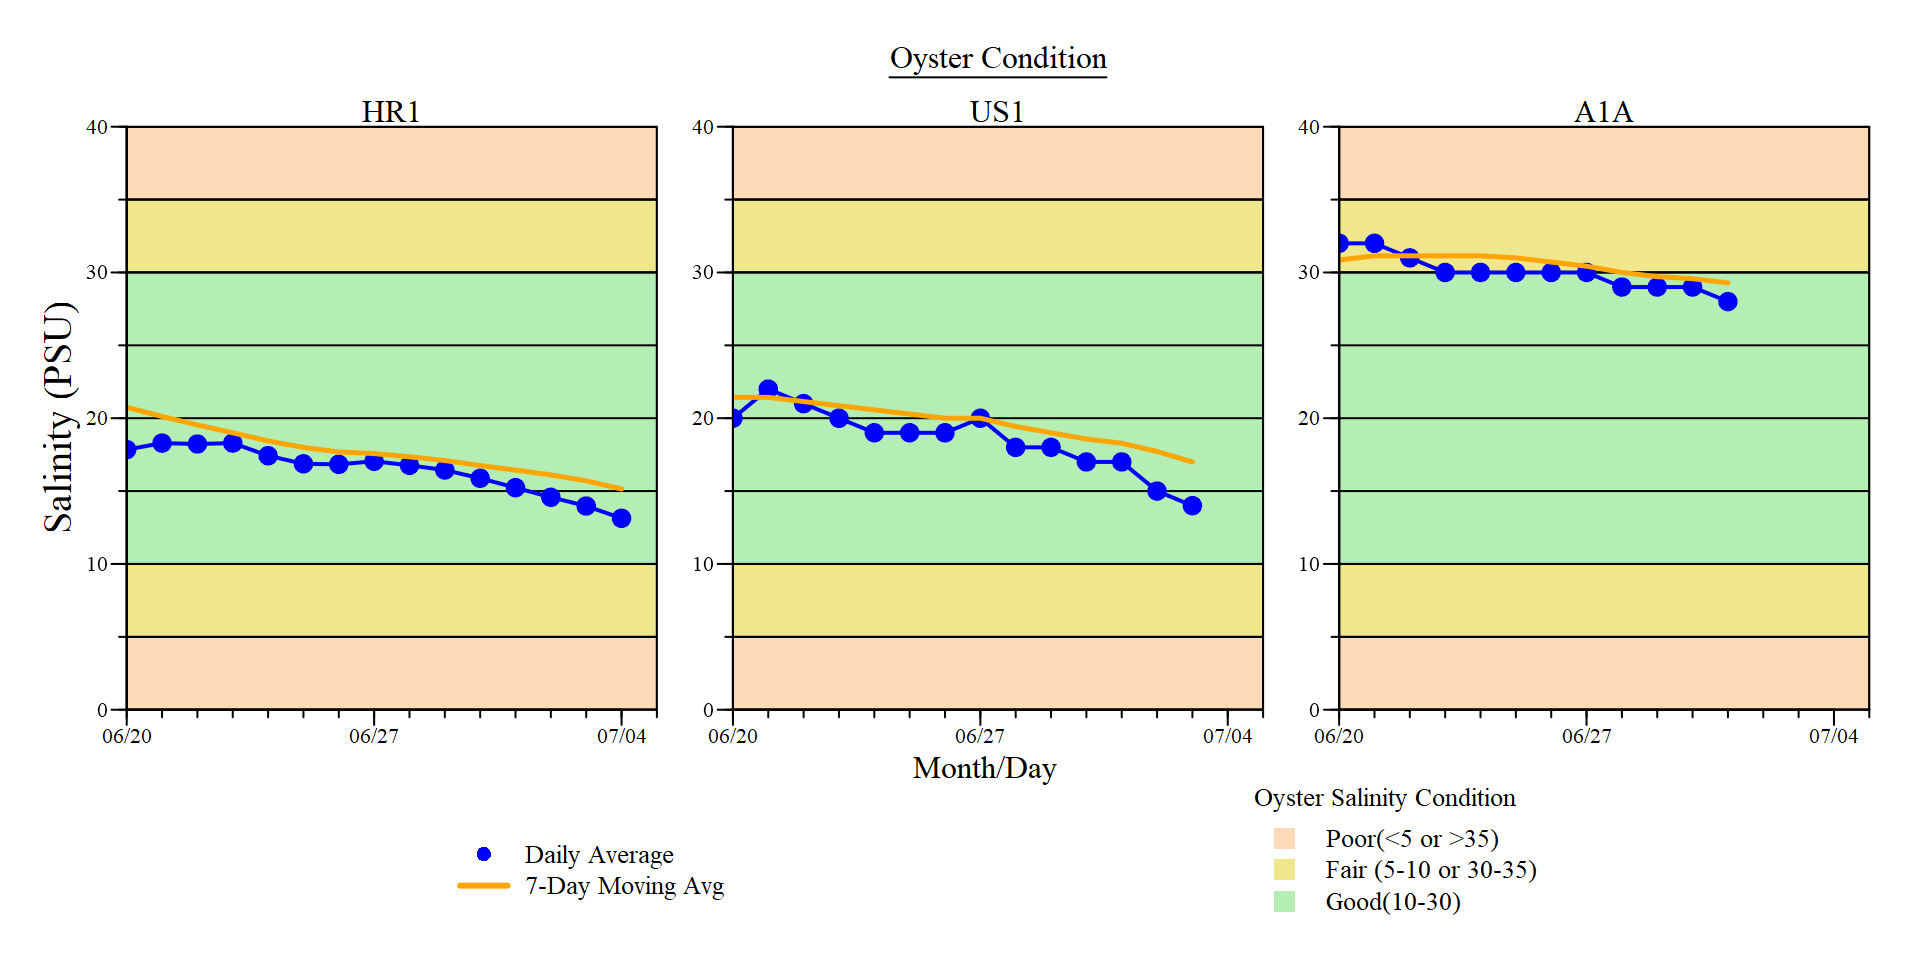 Oyster Condition
HR1
US1
A1A
Salinity (PSU)
40
30
20
10
0
06/20
06/27
07/04
40
30
20
10
0
06/20
06/27
07/04
40
30
20
10
0
06/20
06/27
07/04
Month/Day
Daily Average
7-Day Moving Avg
Oyster Salinity Condition
Poor(<5 or >35)
Fair (5-10 or 30-35)
Good(10-30)